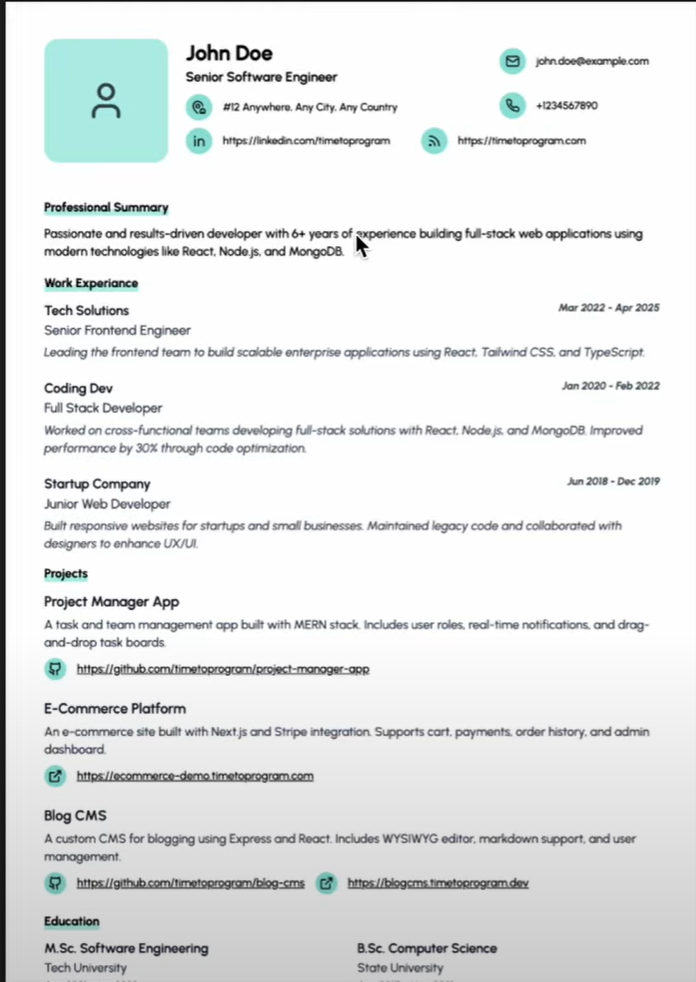 John Doe
Senior Software Engineer
john.doe@example.com
#12 Anywhere, Any City, Any Country
+1234567890
https://linkedin.com/timetoprogram
https://timetoprogram.com
Professional Summary
Passionate and results-driven developer with 6+ years of experience building full-stack web applications using
modern technologies like React, Node.js, and MongoDB.
Work Experience
Tech Solutions
Mar 2022 - Apr 2025
Senior Frontend Engineer
Leading the frontend team to build scalable enterprise applications using React, Tailwind CSS, and TypeScript.
Coding Dev
Jan 2020 - Feb 2022
Full Stack Developer
Worked on cross-functional teams developing full-stack solutions with React, Node.js, and MongoDB. Improved
performance by 30% through code optimization.
Startup Company
Jun 2018 - Dec 2019
Junior Web Developer
Built responsive websites for startups and small businesses. Maintained legacy code and collaborated with
designers to enhance UX/UI.
Projects
Project Manager App
A task and team management app built with MERN stack. Includes user roles, real-time notifications, and drag-
and-drop task boards.
https://github.com/timetoprogram/project-manager-app
E-Commerce Platform
An e-commerce site built with Next.js and Stripe integration. Supports cart, payments, order history, and admin
dashboard.
https://ecommerce-demo.timetoprogram.com
Blog CMS
A custom CMS for blogging using Express and React. Includes WYSIWYG editor, markdown support, and user
management.
https://github.com/timetoprogram/blog-cms
https://blogcms.timetoprogram.dev
Education
M.Sc. Software Engineering
B.Sc. Computer Science
Tech University
State University